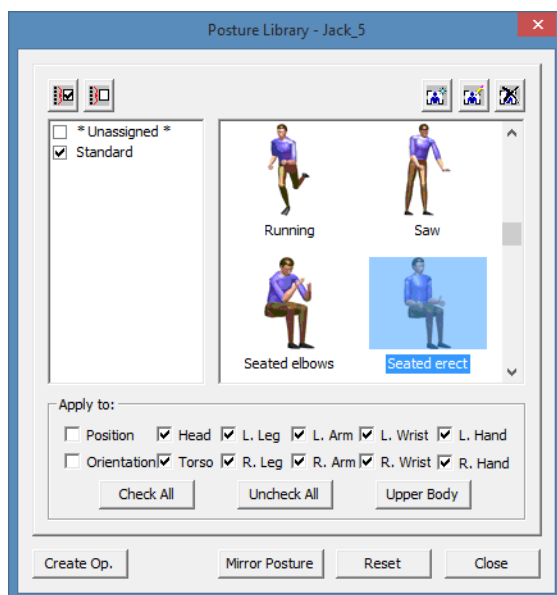 Posture Library - Jack_5
* Unassigned *
Standard
Running Saw
Seated elbows Seated erect
Apply to:
Position Head L. Leg L. Arm L. Wrist L. Hand
Orientation Torso R. Leg R. Arm R. Wrist R. Hand
Check All Uncheck All Upper Body
Create Op. Mirror Posture Reset Close